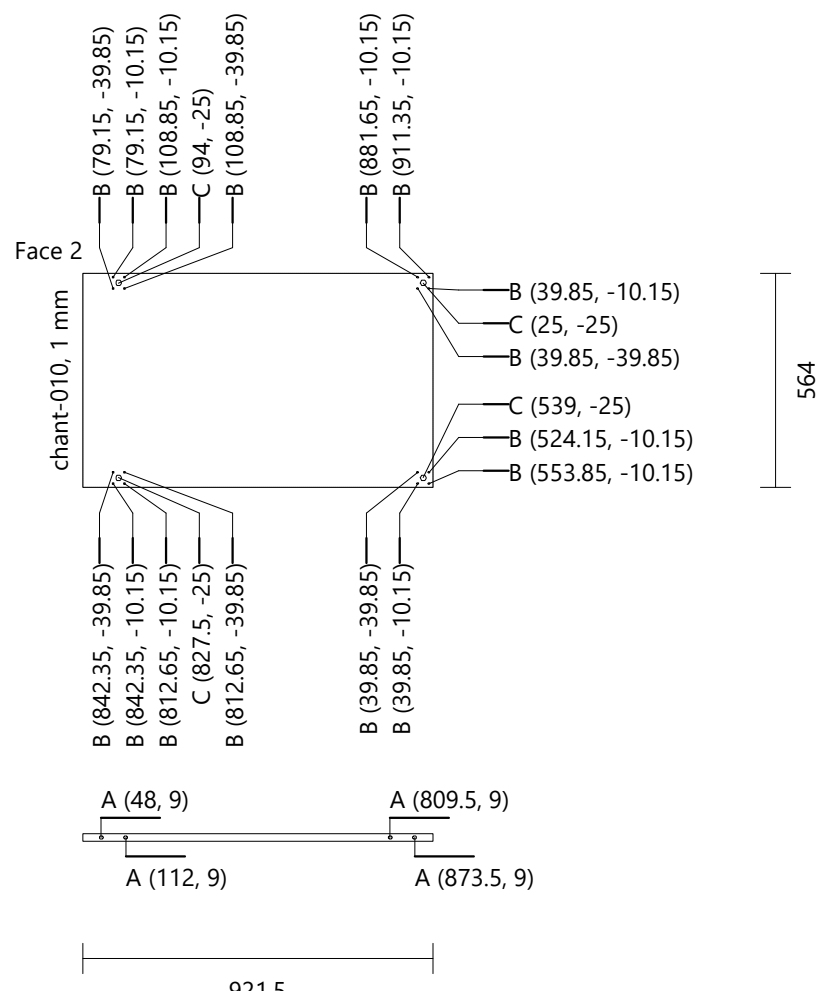 B (79.15, -39.85)
B (79.15, -10.15)
B (108.85, -10.15)
C (94, -25)
B (108.85, -39.85)
B (881.65, -10.15)
B (911.35, -10.15)
Face 2
chant-010, 1 mm
B (39.85, -10.15)
C (25, -25)
B (39.85, -39.85)
564
C (539, -25)
B (524.15, -10.15)
B (553.85, -10.15)
B (842.35, -39.85)
B (842.35, -10.15)
B (812.65, -10.15)
C (827.5, -25)
B (812.65, -39.85)
B (39.85, -39.85)
B (39.85, -10.15)
A (48, 9)
A (809.5, 9)
A (112, 9)
A (873.5, 9)
921.5